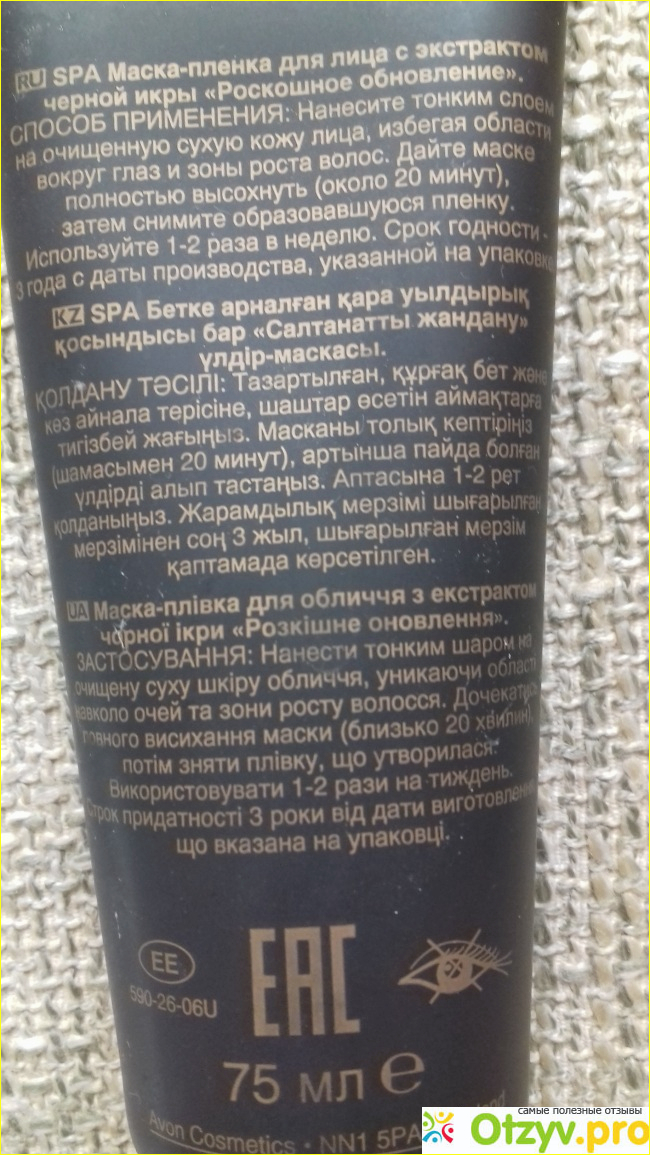 RU SPA Маска-пленка для лица с экстрактом
черной икры «Роскошное обновление».
СПОСОБ ПРИМЕНЕНИЯ: Нанесите тонким слоем
на очищенную сухую кожу лица, избегая области
вокруг глаз и зоны роста волос. Дайте маске
полностью высохнуть (около 20 минут),
затем снимите образовавшуюся пленку.
Используйте 1-2 раза в неделю. Срок годности -
3 года с даты производства, указанной на упаковке
KZ SPA Бетке арналған қара уылдырық
қосындысы бар «Салтанатты жандану»
үлдір-маскасы.
ҚОЛДАНУ ТӘСІЛІ: Тазартылған, құрғақ бет және
көз айнала терісіне, шаштар өсетін аймақтарға
тигізбей жағыңыз. Масканы толық кептіріңіз
(шамасымен 20 минут), артынша пайда болған
үлдірді алып тастаңыз. Аптасына 1-2 рет
қолданыңыз. Жарамдылық мерзімі шығарылған
мерзімінен соң 3 жыл, шығарылған мерзім
қаптамада көрсетілген.
UA Маска-плівка для обличчя з екстрактом
чорної ікри «Розкішне оновлення».
ЗАСТОСУВАННЯ: Нанести тонким шаром на
очищену суху шкіру обличчя, уникаючи області
навколо очей та зони росту волосся. Дочекатись
повного висихання маски (близько 20 хвилин),
потім зняти плівку, що утворилася.
Використовувати 1-2 рази на тиждень.
Строк придатності 3 роки від дати виготовлення
що вказана на упаковці.
EE
590-26-06U
EAC
75 мл e
Avon Cosmetics • NN1 5PA
самые полезные отзывы
Otzyv.pro